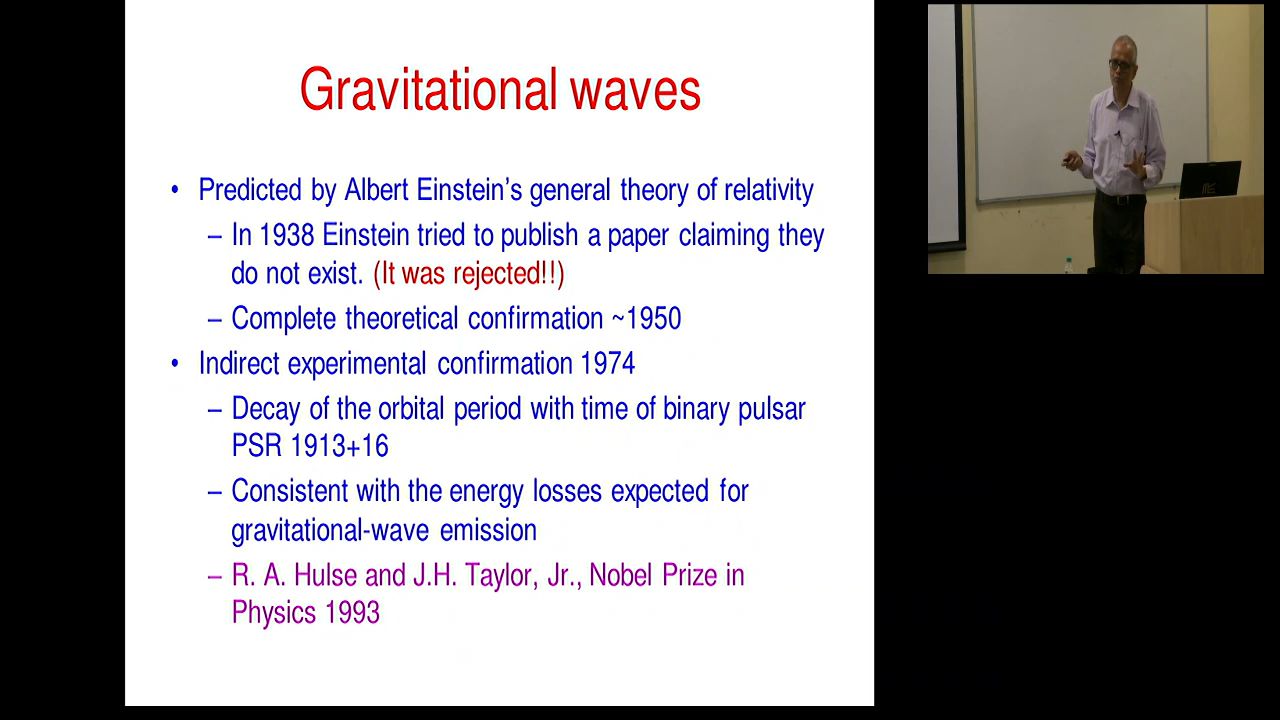 Gravitational waves
• Predicted by Albert Einstein's general theory of relativity
– In 1938 Einstein tried to publish a paper claiming they
do not exist. (It was rejected!!)
– Complete theoretical confirmation ~1950
• Indirect experimental confirmation 1974
– Decay of the orbital period with time of binary pulsar
PSR 1913+16
– Consistent with the energy losses expected for
gravitational-wave emission
– R. A. Hulse and J.H. Taylor, Jr., Nobel Prize in
Physics 1993